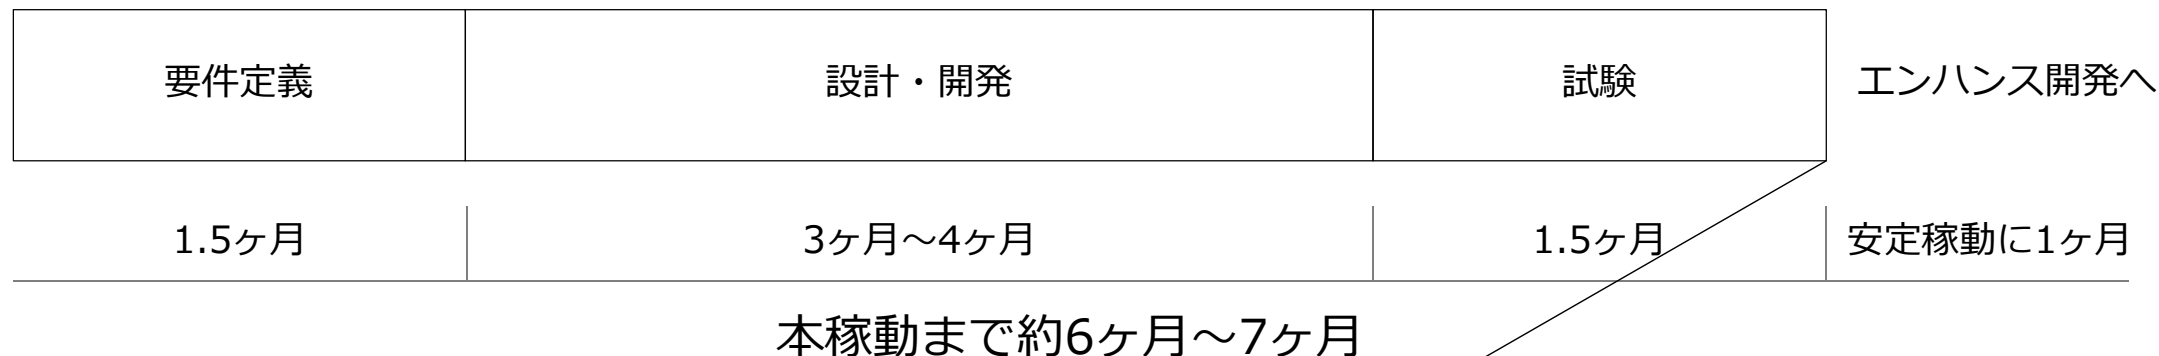 要件定義
設計・開発
試験
エンハンス開発へ
1.5ヶ月
3ヶ月～4ヶ月
1.5ヶ月
安定稼動に1ヶ月
本稼動まで約6ヶ月～7ヶ月